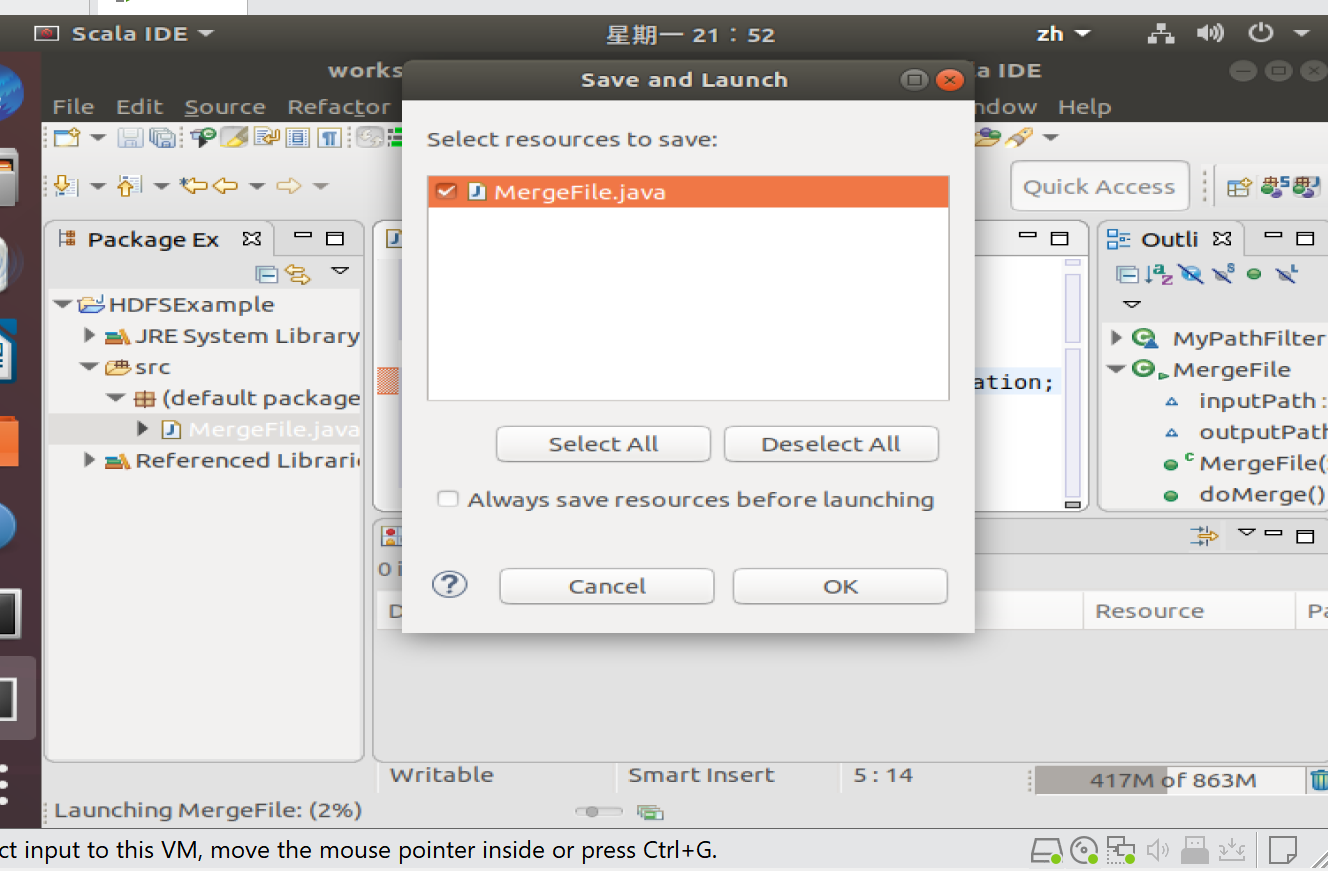 Scala IDE
星期一 21：52
zh
works
a IDE
File Edit Source Refactor
ndow Help
Save and Launch
Select resources to save:
MergeFile.java
Quick Access
Package Ex
Outli
HDFSExample
JRE System Library
src
(default package
MergeFile.java
Referenced Librari
ation;
MyPathFilter
MergeFile
inputPath :
outputPath
MergeFile(
doMerge()
Select All
Deselect All
Always save resources before launching
Cancel
OK
0 i
D
Resource
Pa
Writable
Smart Insert
5 : 14
417M of 863M
Launching MergeFile: (2%)
ct input to this VM, move the mouse pointer inside or press Ctrl+G.